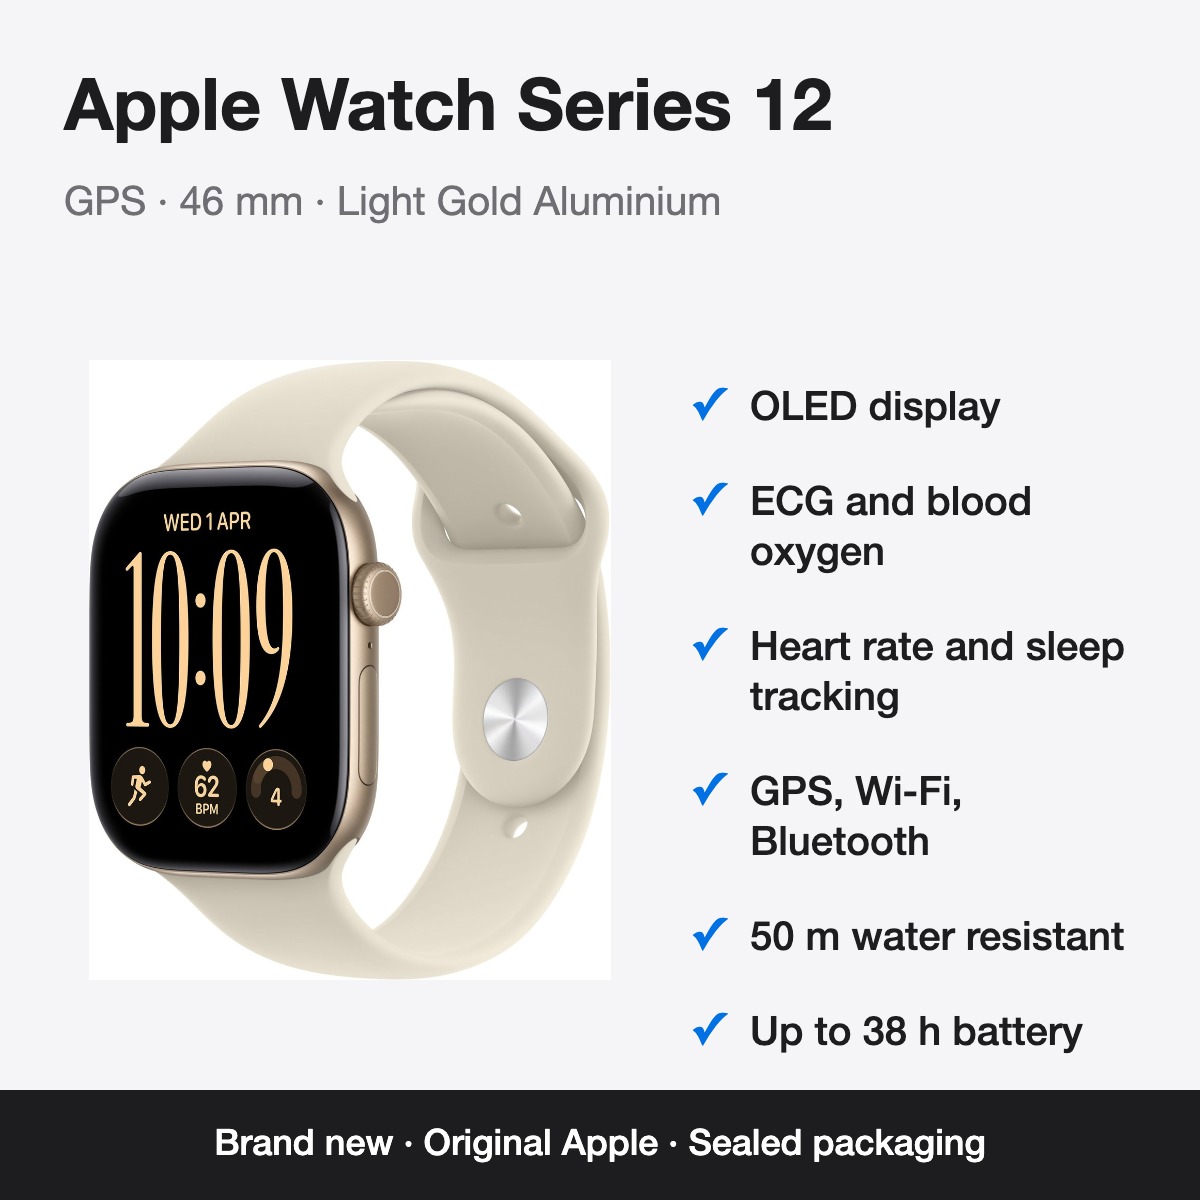 Apple Watch Series 12
GPS · 46 mm · Light Gold Aluminium
WED 1 APR
10:09
62
BPM
4
OLED display
ECG and blood
oxygen
Heart rate and sleep
tracking
GPS, Wi-Fi,
Bluetooth
50 m water resistant
Up to 38 h battery
Brand new · Original Apple · Sealed packaging